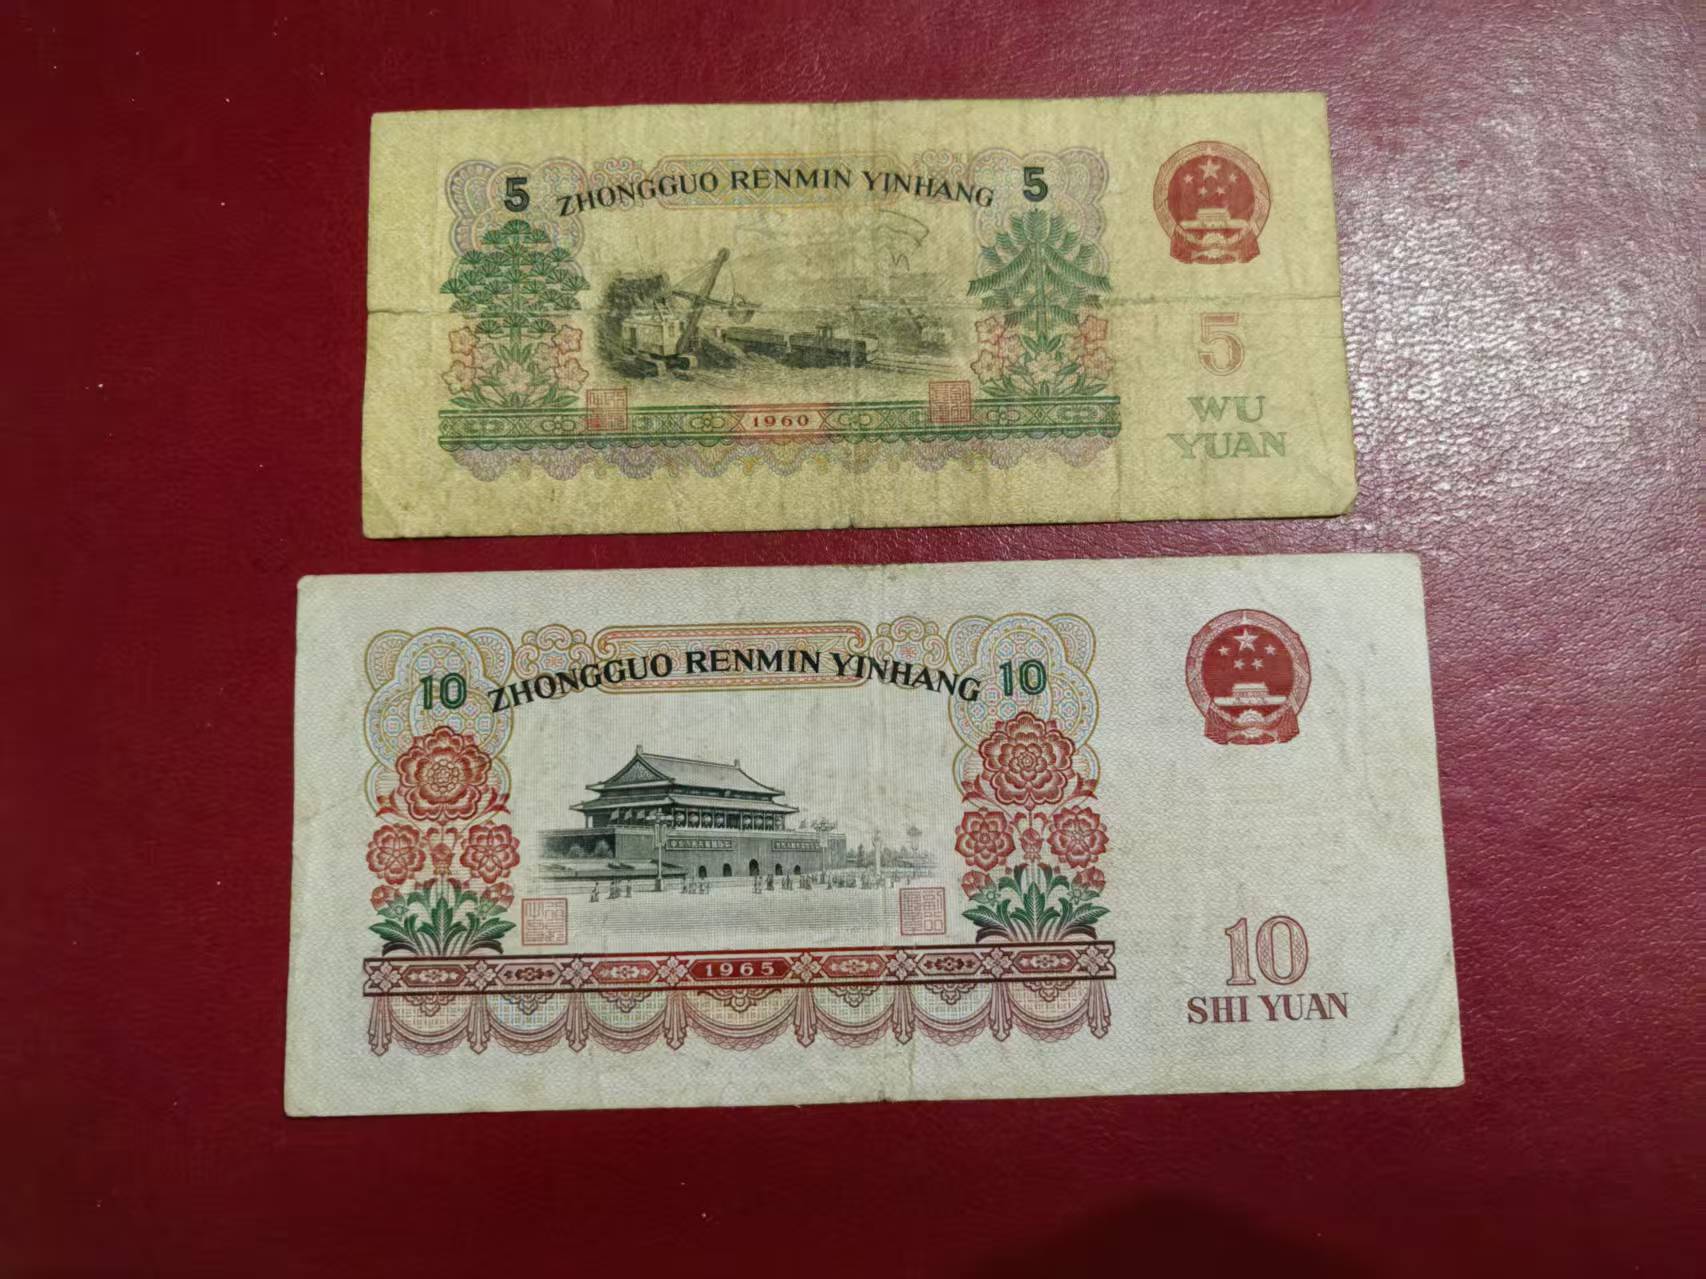 5 ZHONGGUO RENMIN YINHANG 5
5
WU
YUAN
1960
10 ZHONGGUO RENMIN YINHANG 10
10
SHI YUAN
1965